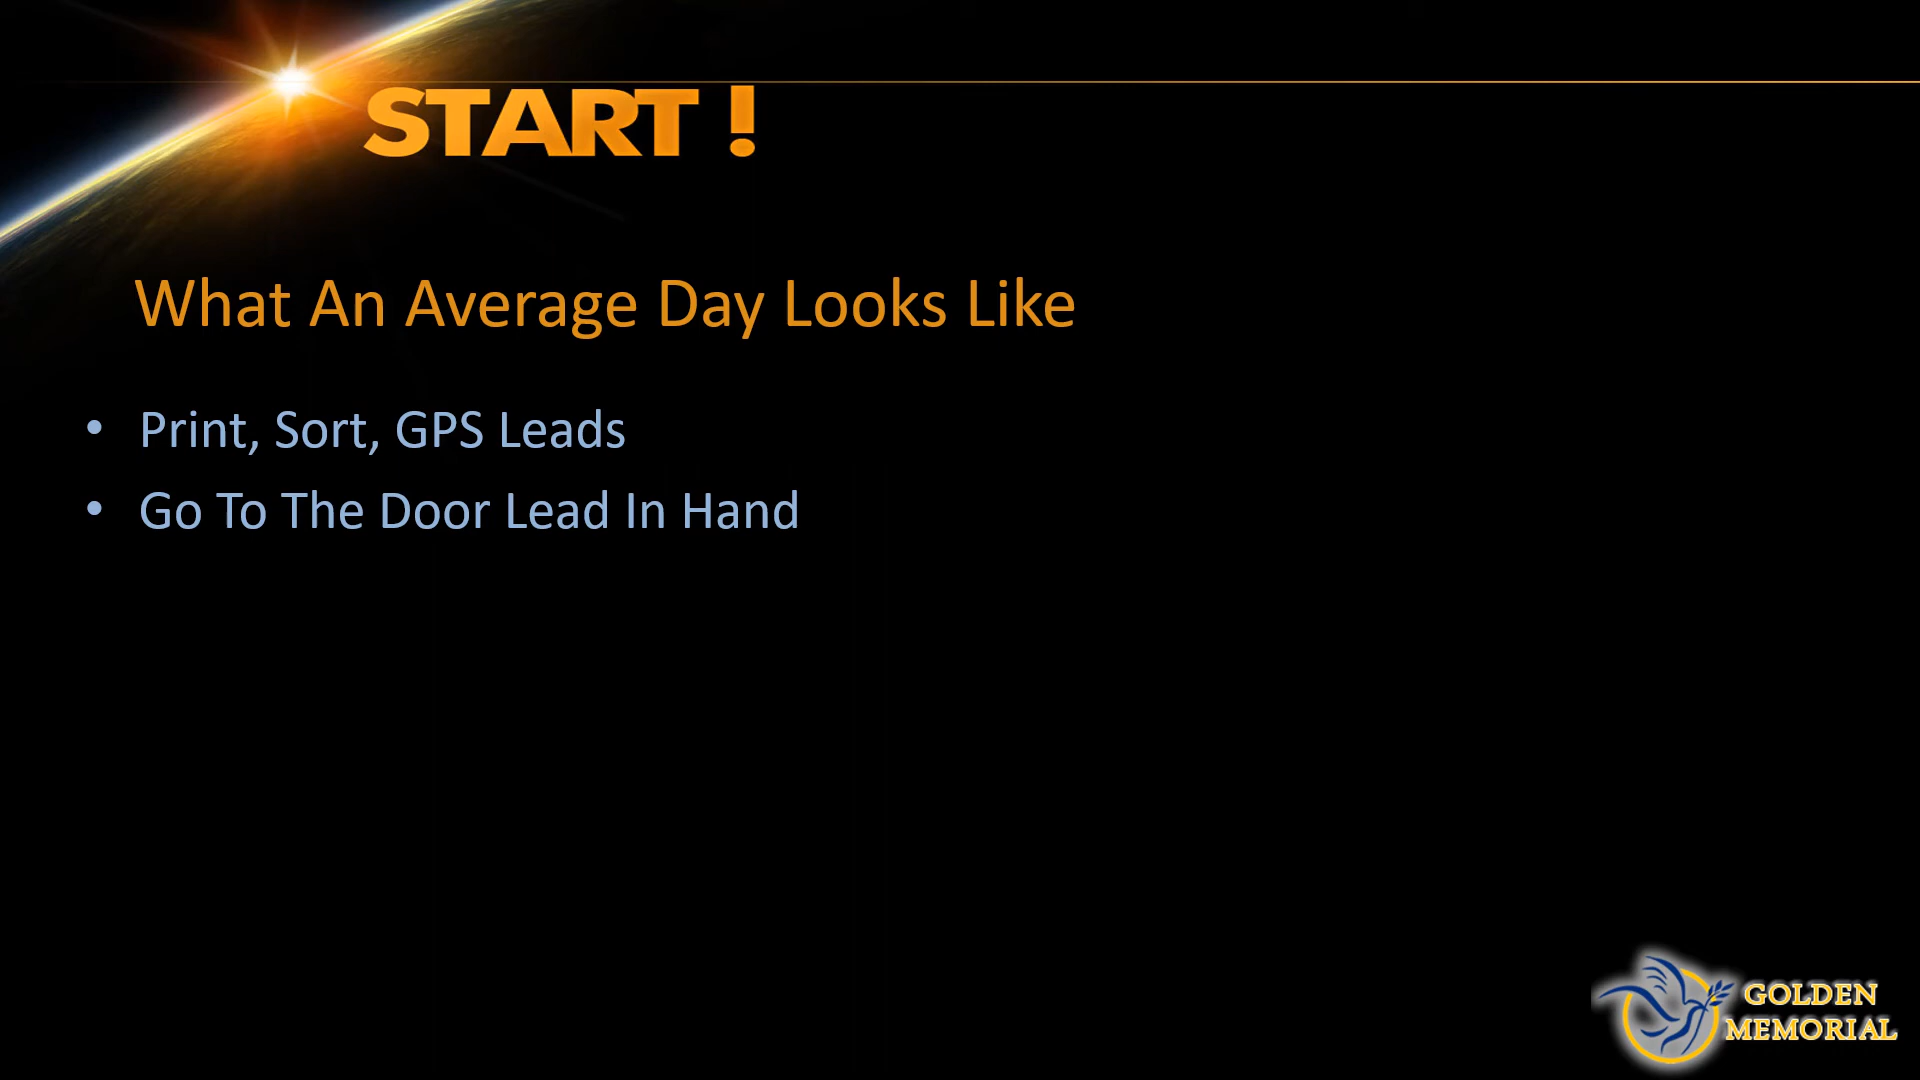 START !
What An Average Day Looks Like
• Print, Sort, GPS Leads
• Go To The Door Lead In Hand
GOLDEN
MEMORIAL